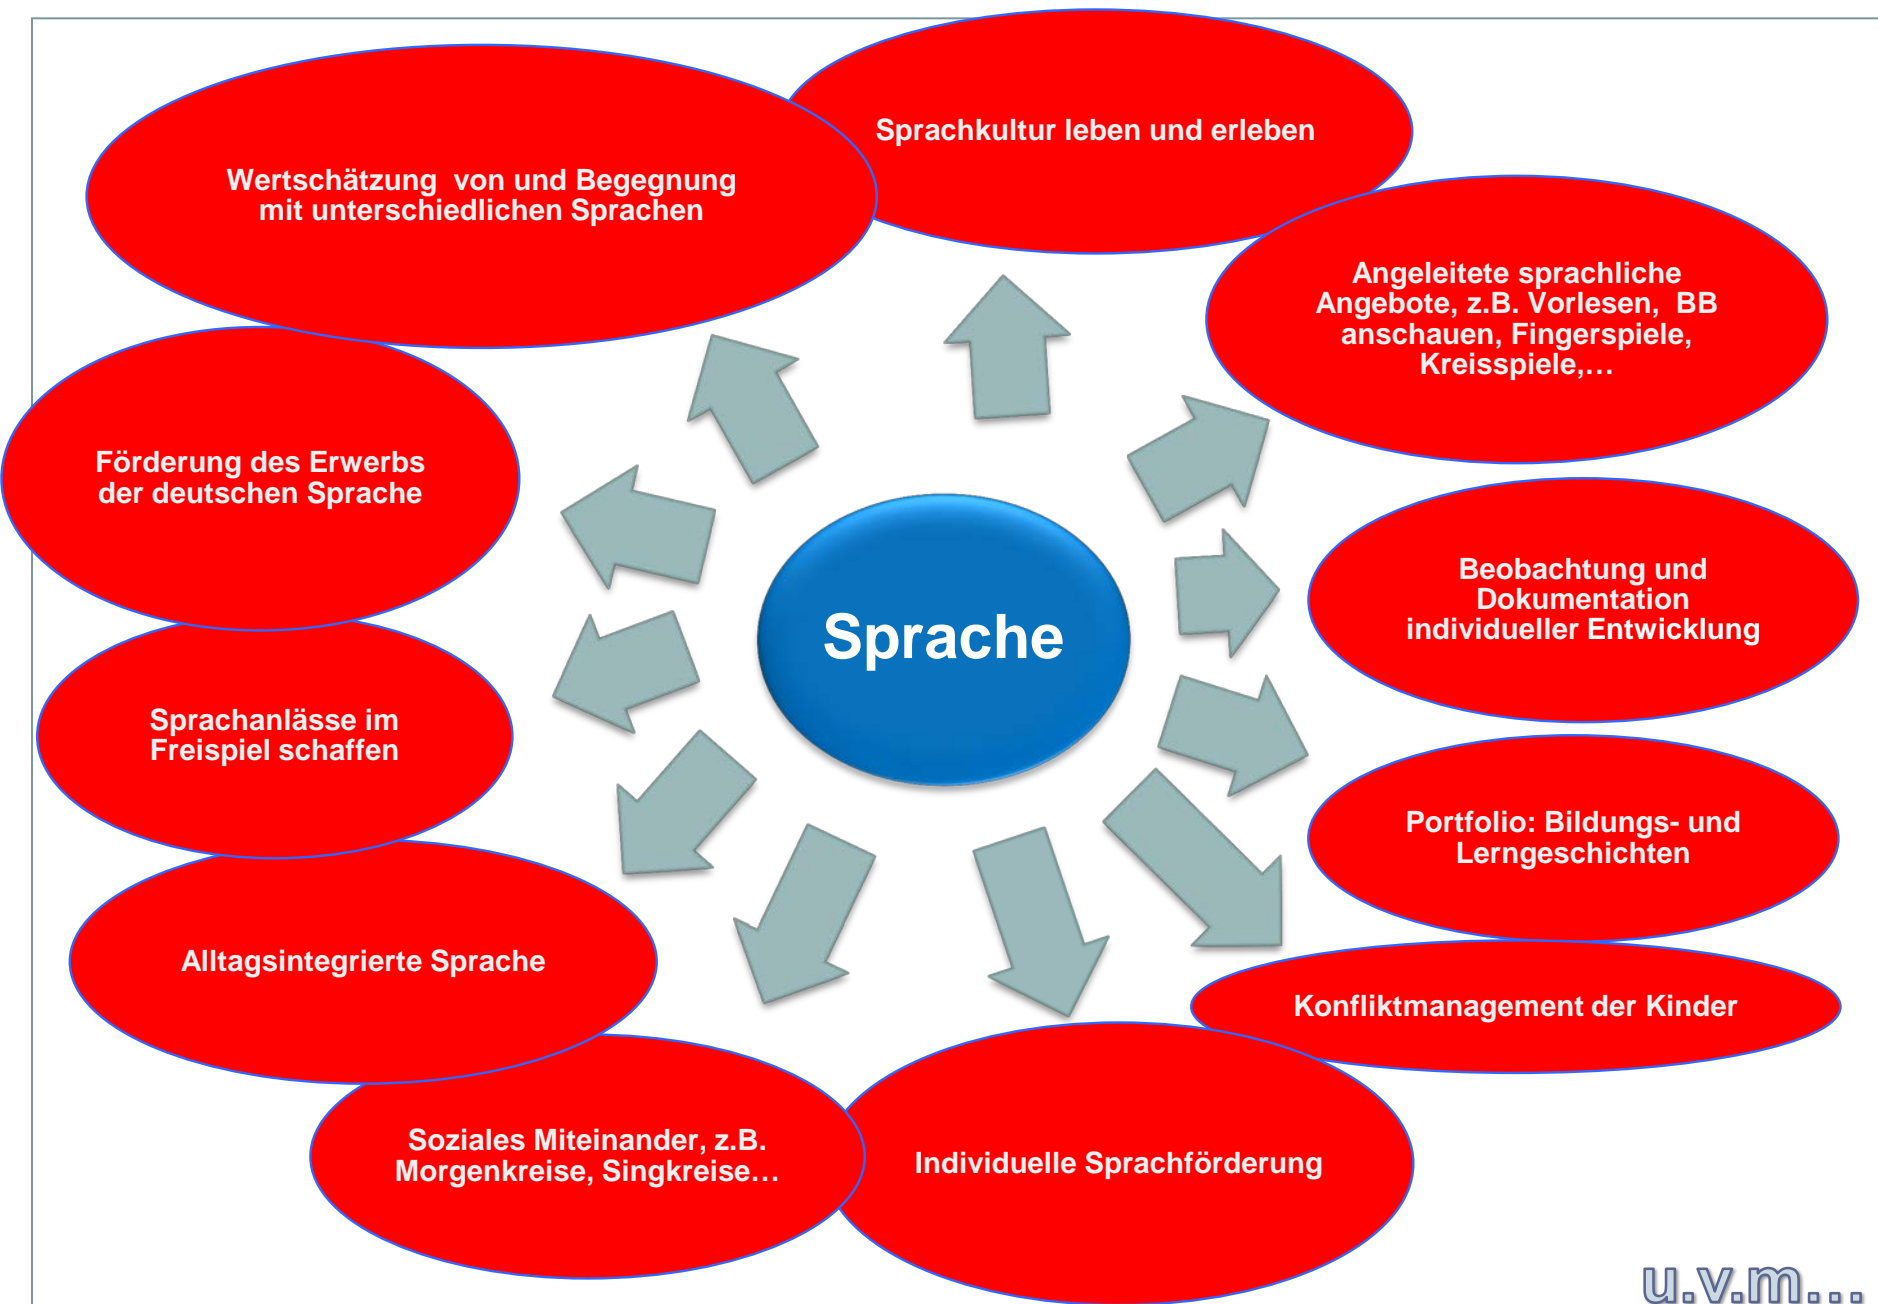 Sprachkultur leben und erleben
Wertschätzung von und Begegnung
mit unterschiedlichen Sprachen
Angeleitete sprachliche
Angebote, z.B. Vorlesen, BB
anschauen, Fingerspiele,
Kreisspiele,…
Förderung des Erwerbs
der deutschen Sprache
Sprache
Beobachtung und
Dokumentation
individueller Entwicklung
Sprachanlässe im
Freispiel schaffen
Portfolio: Bildungs- und
Lerngeschichten
Alltagsintegrierte Sprache
Konfliktmanagement der Kinder
Soziales Miteinander, z.B.
Morgenkreise, Singkreise…
Individuelle Sprachförderung
u.v.m...